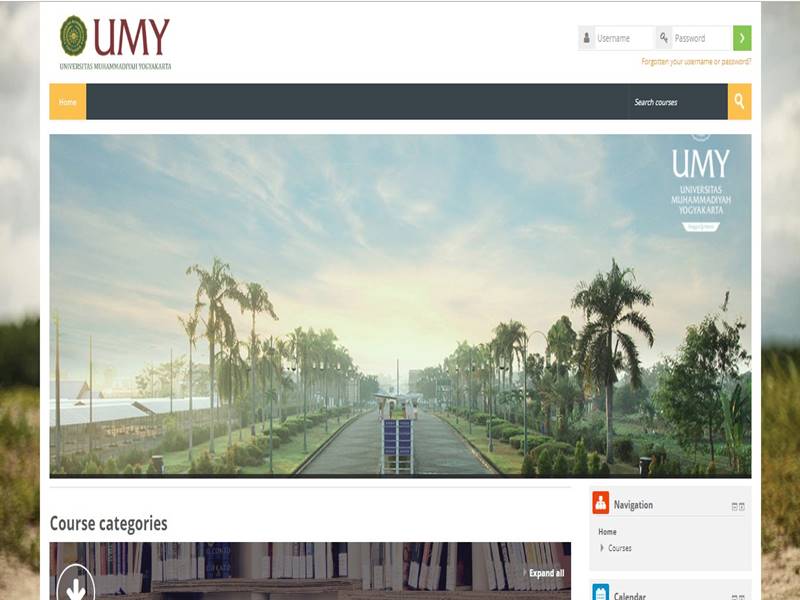 UMY
UNIVERSITAS MUHAMMADIYAH YOGYAKARTA
Username
Password
Forgotten your username or password?
Home
Search courses
UMY
UNIVERSITAS
MUHAMMADIYAH
YOGYAKARTA
Course categories
Expand all
Navigation
Home
Courses
Calendar